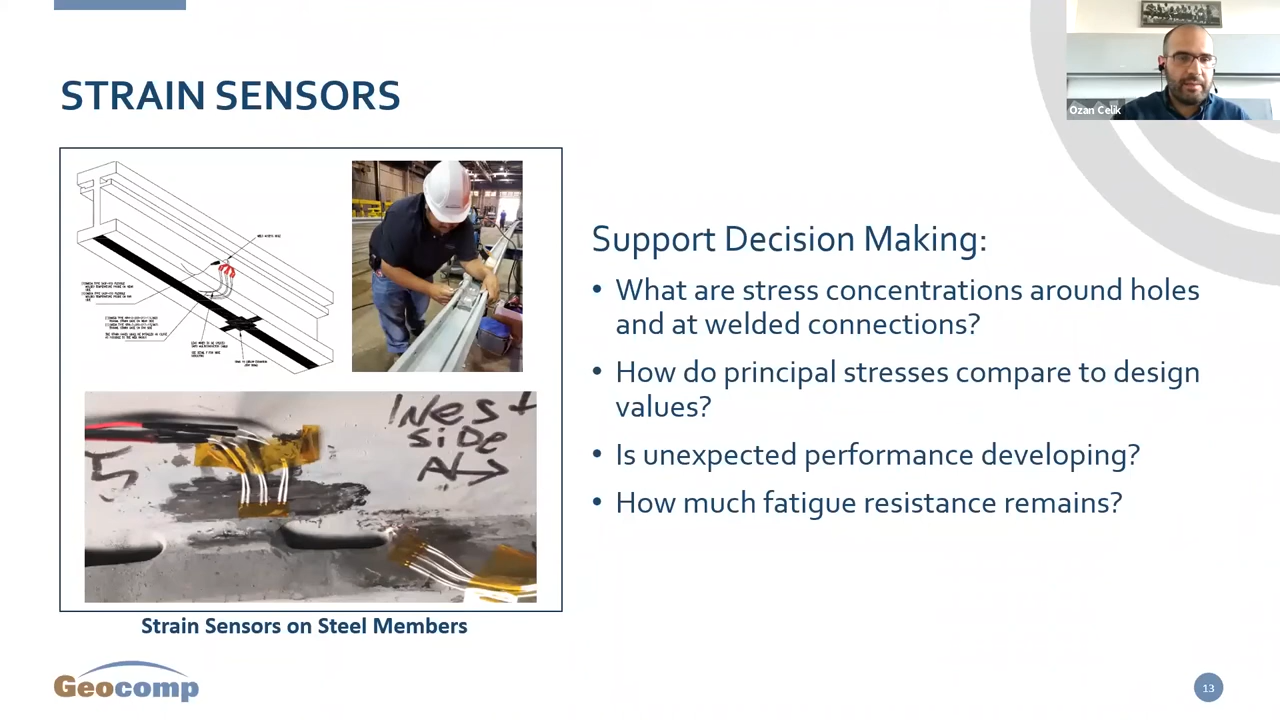 STRAIN SENSORS
Ozan Celik
Support Decision Making:
• What are stress concentrations around holes
and at welded connections?
• How do principal stresses compare to design
values?
• Is unexpected performance developing?
• How much fatigue resistance remains?
West
SiDe
N
5
Strain Sensors on Steel Members
Geocomp
13